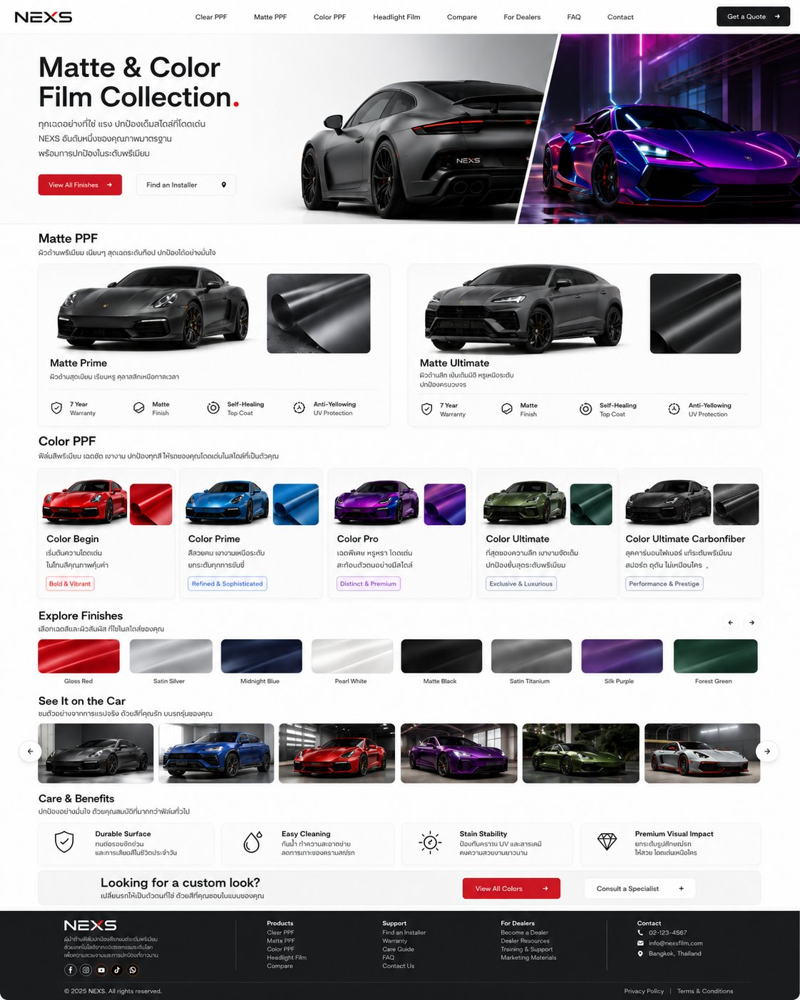 NEXS
Clear PPF
Matte PPF
Color PPF
Headlight Film
Compare
For Dealers
FAQ
Contact
Get a Quote
Matte & Color
Film Collection.
ทุกเฉดอย่างที่ใช่ แรง ปกป้องเต็มสไตล์ที่โดดเด่น
NEXS อันดับหนึ่งของคุณภาพมาตรฐาน
พร้อมการปกป้องในระดับพรีเมียม
View All Finishes
Find an Installer
NEXS
Matte PPF
ผิวด้านพรีเมียม เนียนๆ สุดเฉดระดับท็อป ปกป้องได้อย่างมั่นใจ
Matte Prime
ผิวด้านสุดเนียบ เรียบหรู คลาสสิกเหนือกาลเวลา
7 Year
Warranty
Matte
Finish
Self-Healing
Top Coat
Anti-Yellowing
UV Protection
Matte Ultimate
ผิวด้านลึก เข้มเต็มมิติ หรูเหนือระดับ
ปกป้องครบวงจร
7 Year
Warranty
Matte
Finish
Self-Healing
Top Coat
Anti-Yellowing
UV Protection
Color PPF
ฟิล์มสีพรีเมียม เฉดชัด เงางาม ปกป้องทุกสี ให้รถของคุณโดดเด่นในสไตล์ที่เป็นตัวคุณ
Color Begin
เริ่มต้นความโดดเด่น
ในโทนสีคุณภาพคุ้มค่า
Bold & Vibrant
Color Prime
สีสวยคม เงางามเหนือระดับ
ยกระดับทุกการขับขี่
Refined & Sophisticated
Color Pro
เฉดพิเศษ หรูหรา โดดเด่น
สะท้อนตัวตนอย่างมีสไตล์
Distinct & Premium
Color Ultimate
ที่สุดของความลึก เงางามจัดเต็ม
ปกป้องขั้นสุดระดับพรีเมียม
Exclusive & Luxurious
Color Ultimate Carbonfiber
ลุคคาร์บอนไฟเบอร์ แท้ระดับพรีเมียม
สปอร์ต ดุดัน ไม่เหมือนใคร
Performance & Prestige
Explore Finishes
เลือกเฉดสีและผิวสัมผัส ที่ใช่ในสไตล์ของคุณ
Gloss Red
Satin Silver
Midnight Blue
Pearl White
Matte Black
Satin Titanium
Silk Purple
Forest Green
See It on the Car
ชมตัวอย่างจากการแรปจริง ด้วยสีที่คุณรัก บนรถรุ่นของคุณ
Care & Benefits
ปกป้องอย่างมั่นใจ ด้วยคุณสมบัติที่มากกว่าฟิล์มทั่วไป
Durable Surface
ทนต่อรอยขีดข่วน
และการเสียดสีในชีวิตประจำวัน
Easy Cleaning
กันน้ำ ทำความสะอาดง่าย
ลดการเกาะของคราบสกปรก
Stain Stability
ป้องกันคราบ UV และสารเคมี
คงความสวยงามยาวนาน
Premium Visual Impact
ยกระดับรูปลักษณ์รถ
ให้สวย โดดเด่นเหนือใคร
Looking for a custom look?
เปลี่ยนรถให้เป็นตัวตนที่ใช่ ด้วยสีที่คุณชอบในแบบของคุณ
View All Colors
Consult a Specialist
NEXS
Products
Clear PPF
Matte PPF
Color PPF
Headlight Film
Compare
Support
Find an Installer
Warranty
Care Guide
FAQ
Contact Us
For Dealers
Become a Dealer
Dealer Resources
Training & Support
Marketing Materials
Contact
02-123-4567
info@nexsfilm.com
Bangkok, Thailand
© 2025 NEXS. All rights reserved.
Privacy Policy | Terms & Conditions